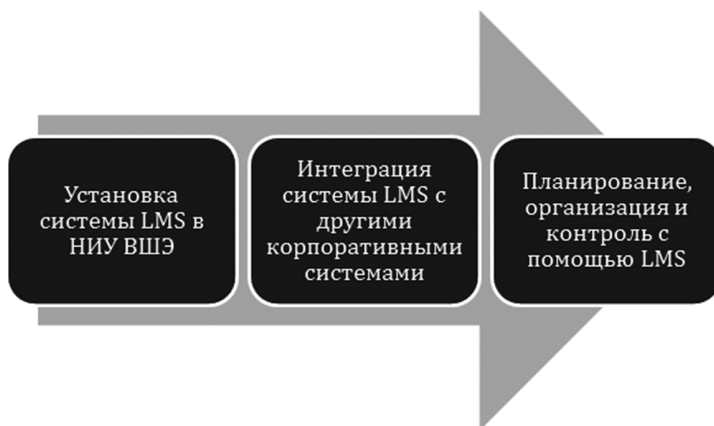 Установка
системы LMS в
НИУ ВШЭ
Интеграция
системы LMS с
другими
корпоративными
системами
Планирование,
организация и
контроль с
помощью LMS